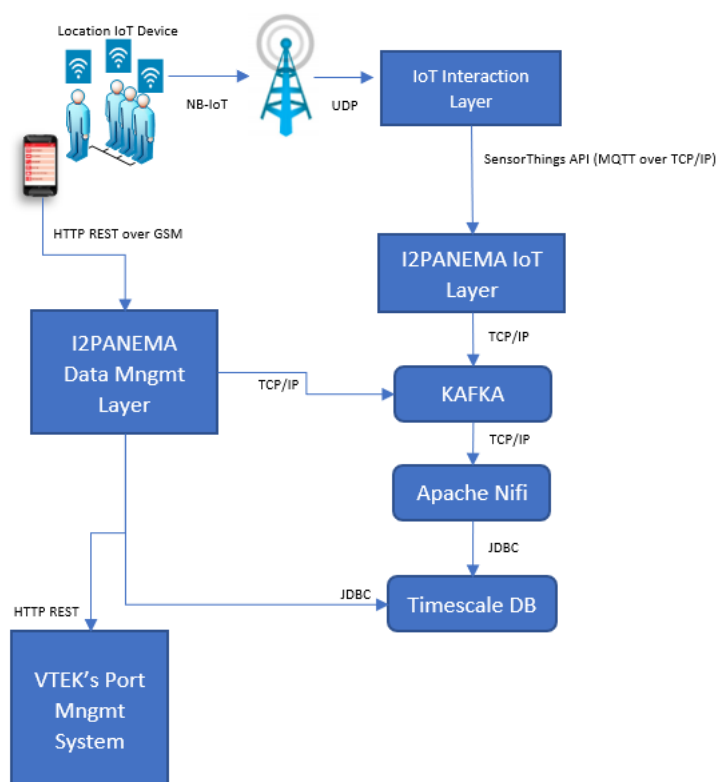 Location IoT Device
NB-IoT
UDP
IoT Interaction
Layer
SensorThings API (MQTT over TCP/IP)
HTTP REST over GSM
I2PANEMA IoT
Layer
I2PANEMA
Data Mngmt
Layer
TCP/IP
TCP/IP
KAFKA
TCP/IP
Apache Nifi
JDBC
JDBC
Timescale DB
HTTP REST
VTEK’s Port
Mngmt
System